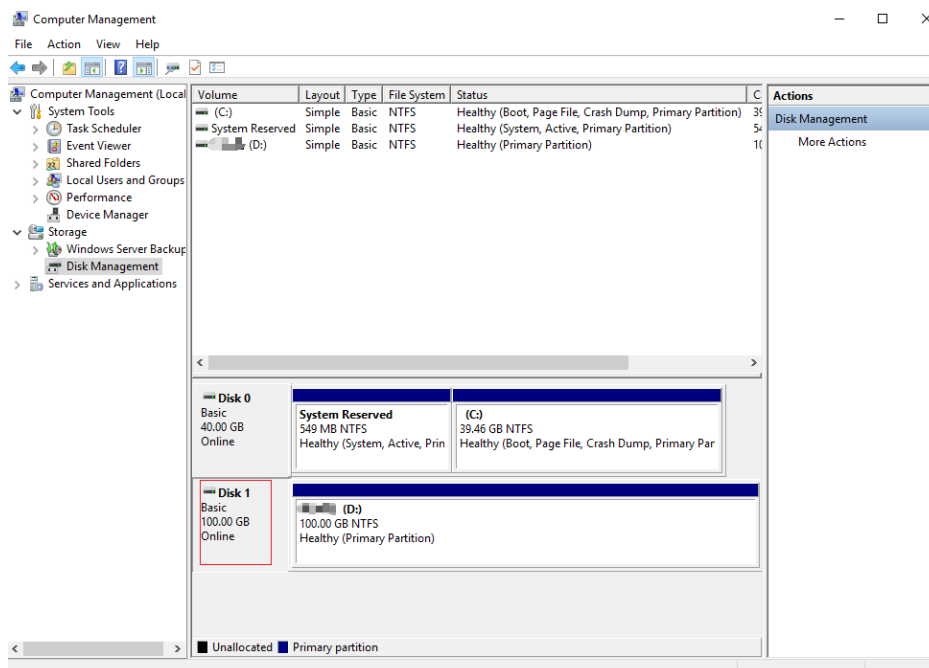 Computer Management
File Action View Help
Computer Management (Local
System Tools
Task Scheduler
Event Viewer
Shared Folders
Local Users and Groups
Performance
Device Manager
Storage
Windows Server Backup
Disk Management
Services and Applications
Volume Layout Type File System Status C
(C:) Simple Basic NTFS Healthy (Boot, Page File, Crash Dump, Primary Partition) 39
System Reserved Simple Basic NTFS Healthy (System, Active, Primary Partition) 54
(D:) Simple Basic NTFS Healthy (Primary Partition) 10
Disk 0
Basic
40.00 GB
Online
System Reserved
549 MB NTFS
Healthy (System, Active, Prin
(C:)
39.46 GB NTFS
Healthy (Boot, Page File, Crash Dump, Primary Par
Disk 1
Basic
100.00 GB
Online
(D:)
100.00 GB NTFS
Healthy (Primary Partition)
Unallocated Primary partition
Actions
Disk Management
More Actions